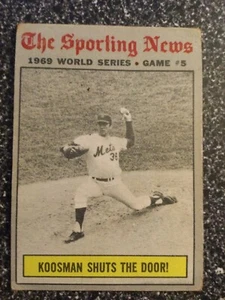 The Sporting News
1969 WORLD SERIES • GAME #5
Mets
36
KOOSMAN SHUTS THE DOOR!